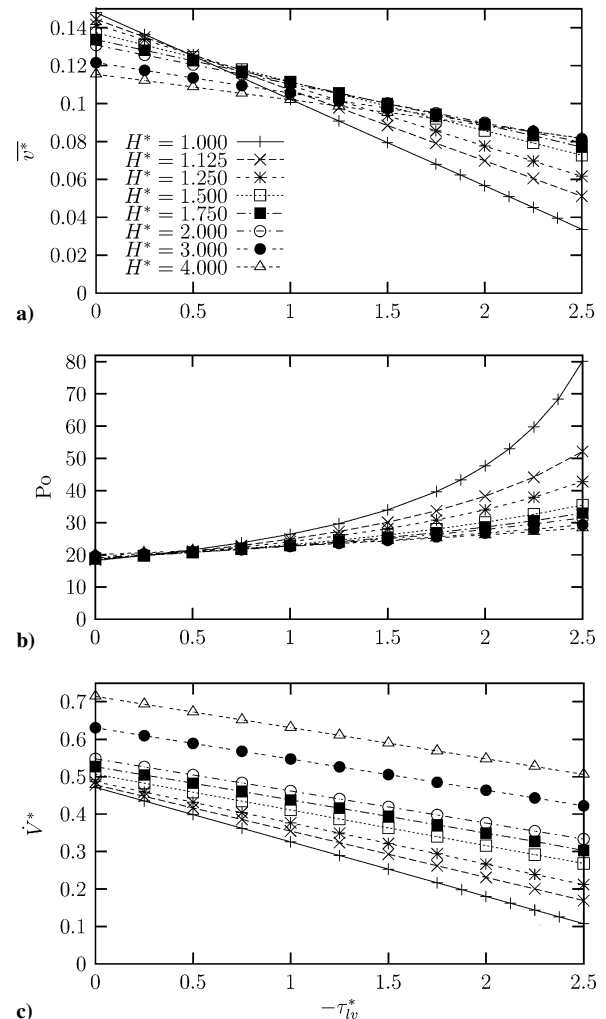 0.14
0.12
0.1
0.08
0.06
0.04
0.02
0
v*
H* = 1.000
H* = 1.125
H* = 1.250
H* = 1.500
H* = 1.750
H* = 2.000
H* = 3.000
H* = 4.000
0 0.5 1 1.5 2 2.5
a)
80
70
60
50
40
30
20
10
0
Po
0 0.5 1 1.5 2 2.5
b)
0.7
0.6
0.5
0.4
0.3
0.2
0.1
0
V̇*
0 0.5 1 1.5 2 2.5
−τ*lv
c)